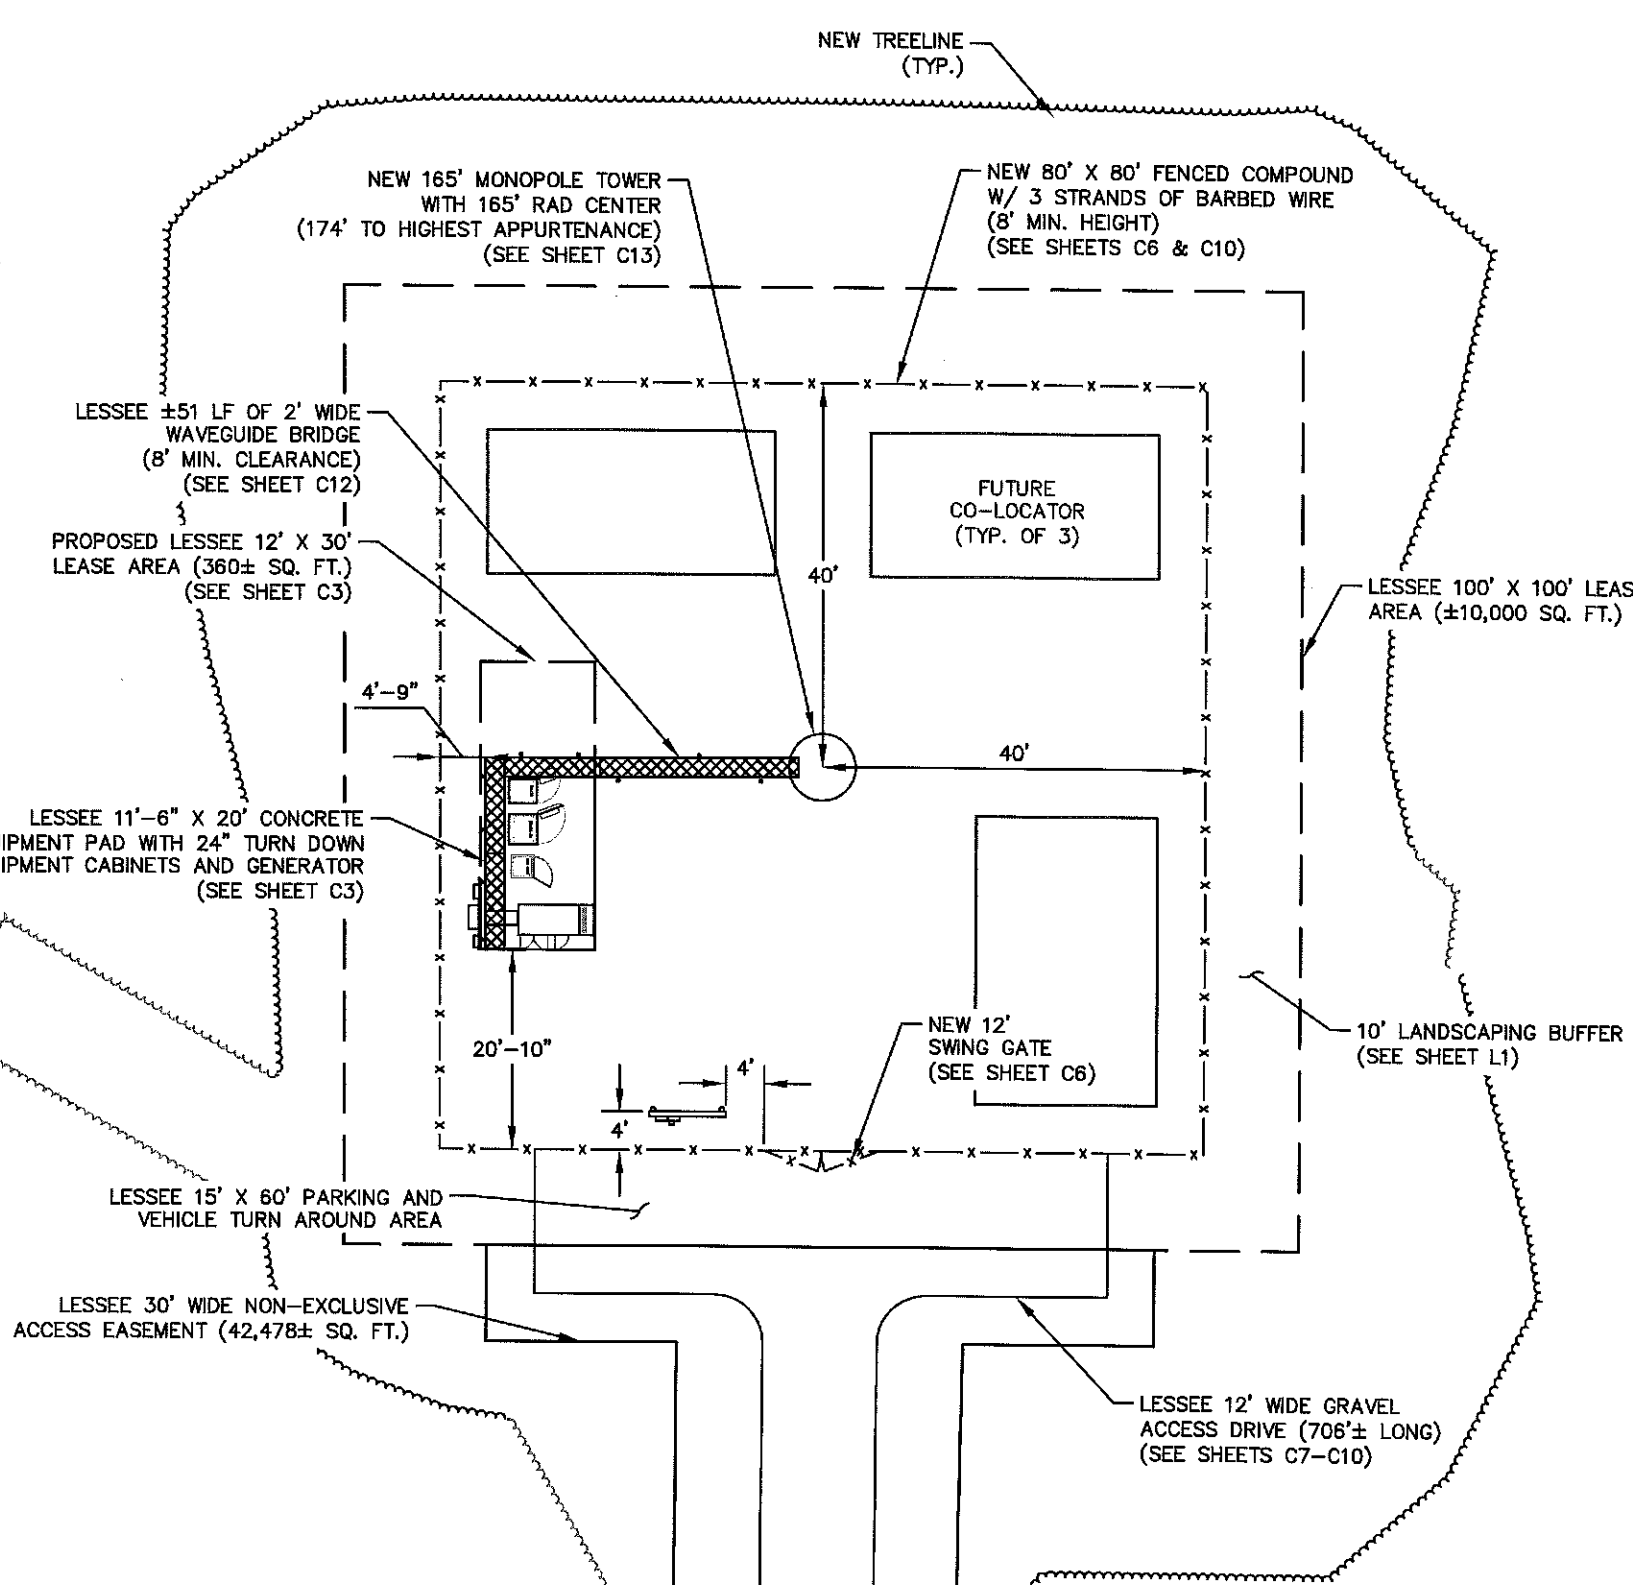 NEW TREELINE
(TYP.)
NEW 165' MONOPOLE TOWER
WITH 165' RAD CENTER
(174' TO HIGHEST APPURTENANCE)
(SEE SHEET C13)
NEW 80' X 80' FENCED COMPOUND
W/ 3 STRANDS OF BARBED WIRE
(8' MIN. HEIGHT)
(SEE SHEETS C6 & C10)
LESSEE ±51 LF OF 2' WIDE
WAVEGUIDE BRIDGE
(8' MIN. CLEARANCE)
(SEE SHEET C12)
FUTURE
CO-LOCATOR
(TYP. OF 3)
PROPOSED LESSEE 12' X 30'
LEASE AREA (360± SQ. FT.)
(SEE SHEET C3)
40'
LESSEE 100' X 100' LEAS
AREA (±10,000 SQ. FT.)
4'-9"
40'
LESSEE 11'-6" X 20' CONCRETE
IPMENT PAD WITH 24" TURN DOWN
IPMENT CABINETS AND GENERATOR
(SEE SHEET C3)
20'-10"
4'
4'
NEW 12'
SWING GATE
(SEE SHEET C6)
10' LANDSCAPING BUFFER
(SEE SHEET L1)
LESSEE 15' X 60' PARKING AND
VEHICLE TURN AROUND AREA
LESSEE 30' WIDE NON-EXCLUSIVE
ACCESS EASEMENT (42,478± SQ. FT.)
LESSEE 12' WIDE GRAVEL
ACCESS DRIVE (706'± LONG)
(SEE SHEETS C7-C10)